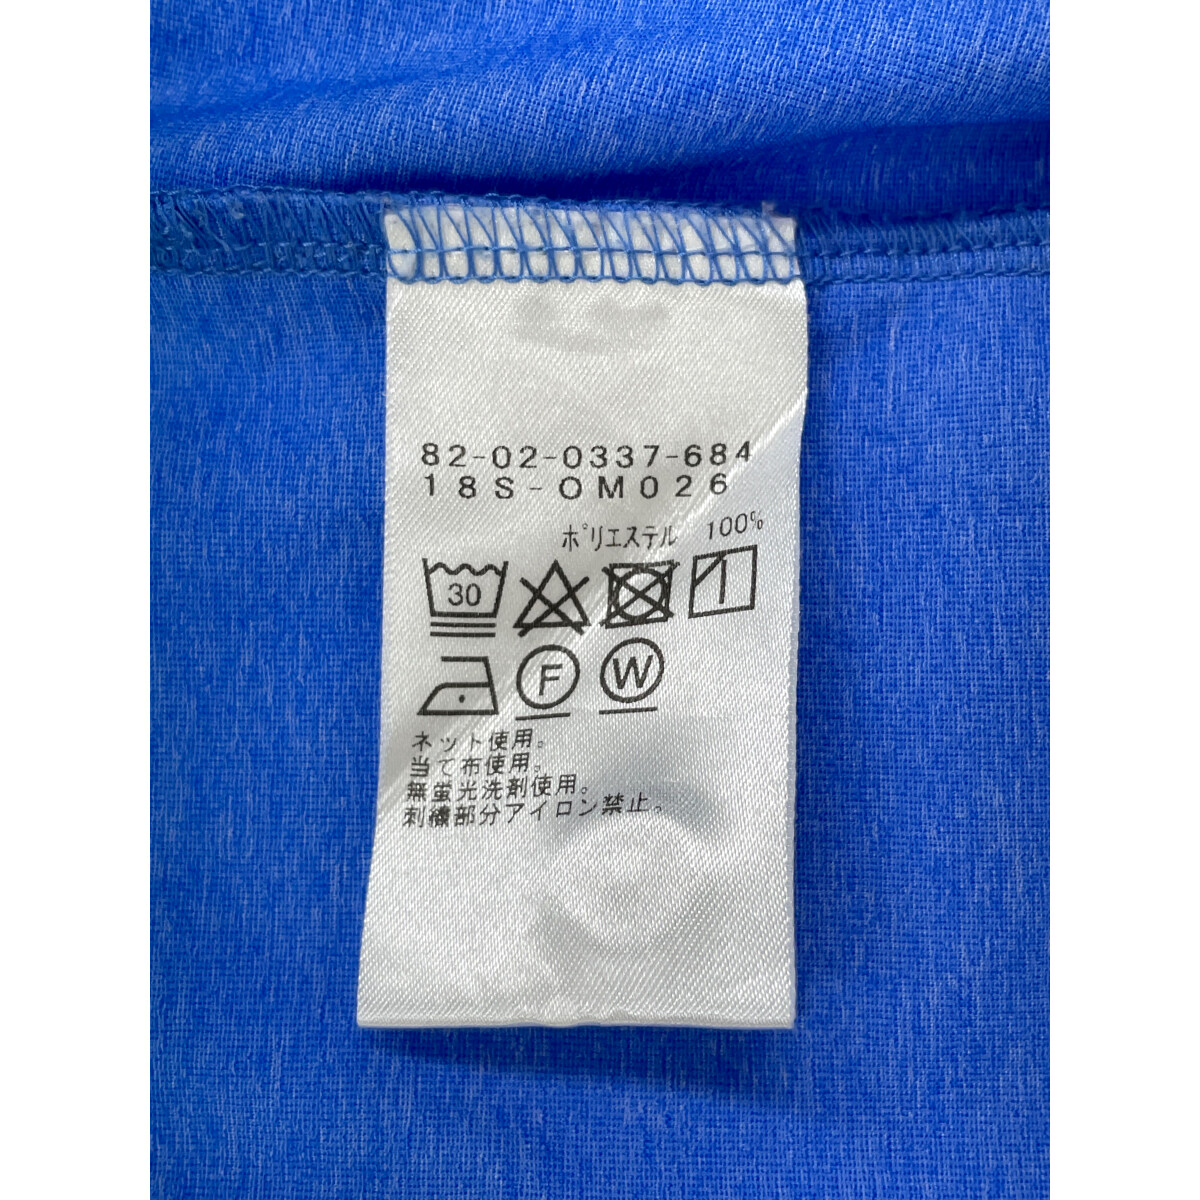 82-02-0337-684
18S-OM026
ポリエステル 100%
30
F W
ネット使用。
当て布使用。
無蛍光洗剤使用。
刺繍部分アイロン禁止。